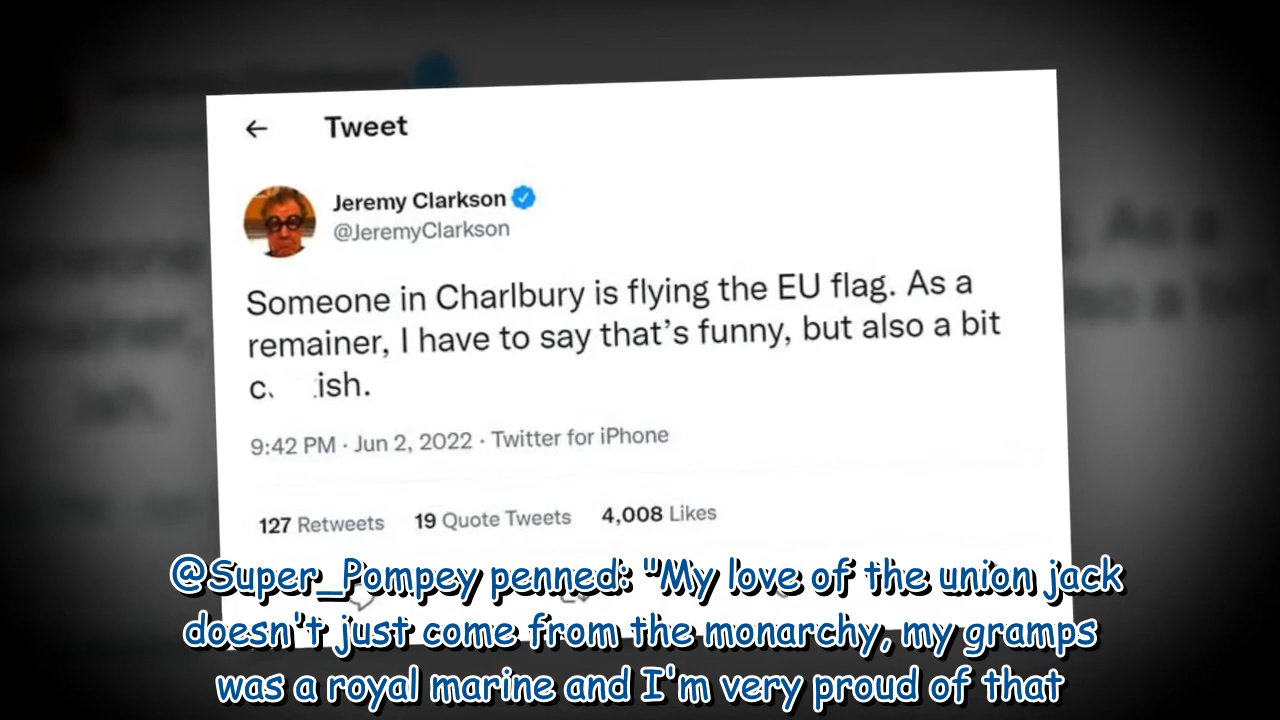 Tweet
Jeremy Clarkson
@JeremyClarkson
Someone in Charlbury is flying the EU flag. As a
remainer, I have to say that’s funny, but also a bit
c. ish.
9:42 PM · Jun 2, 2022 · Twitter for iPhone
127 Retweets 19 Quote Tweets 4,008 Likes
@Super_Pompey penned: "My love of the union jack
doesn't just come from the monarchy, my gramps
was a royal marine and I'm very proud of that